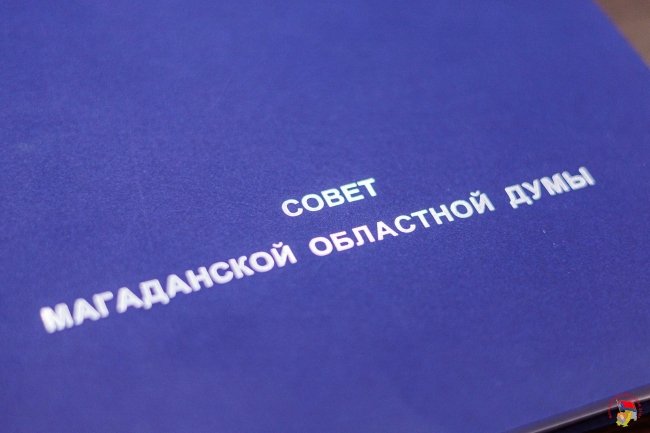 СОВЕТ
МАГАДАНСКОЙ ОБЛАСТНОЙ ДУМЫ